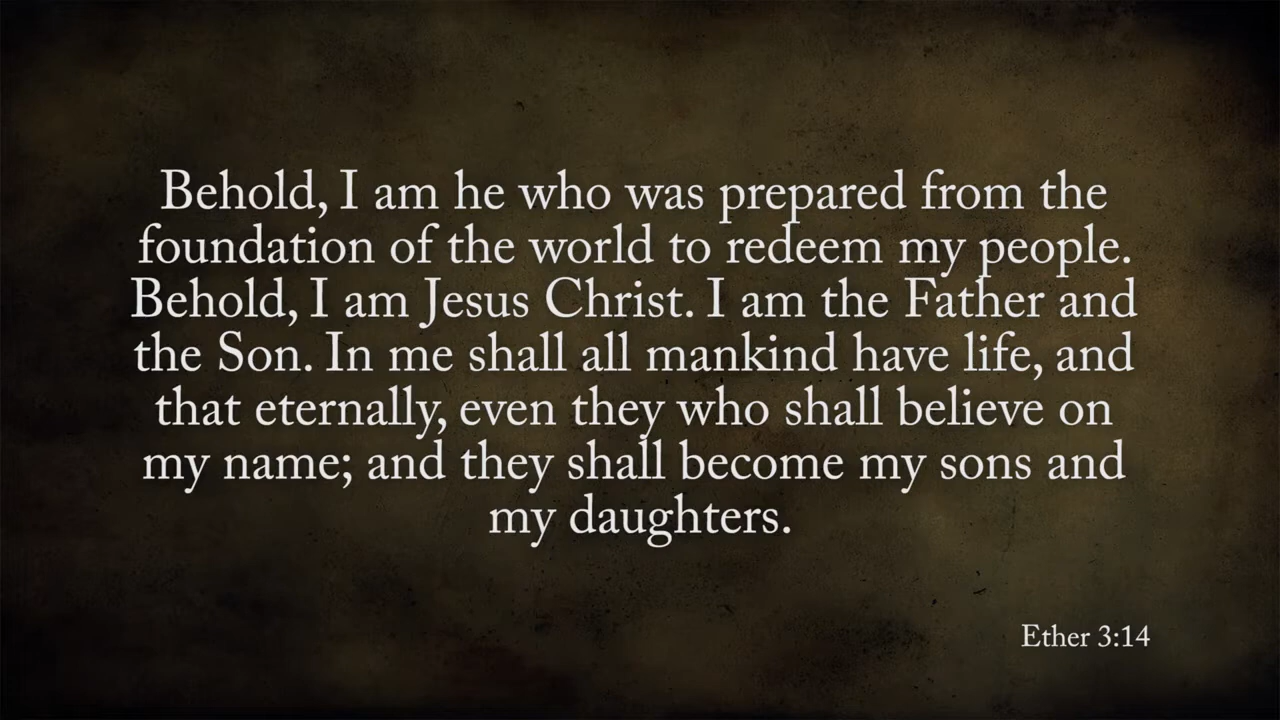 Behold, I am he who was prepared from the
foundation of the world to redeem my people.
Behold, I am Jesus Christ. I am the Father and
the Son. In me shall all mankind have life, and
that eternally, even they who shall believe on
my name; and they shall become my sons and
my daughters.
Ether 3:14